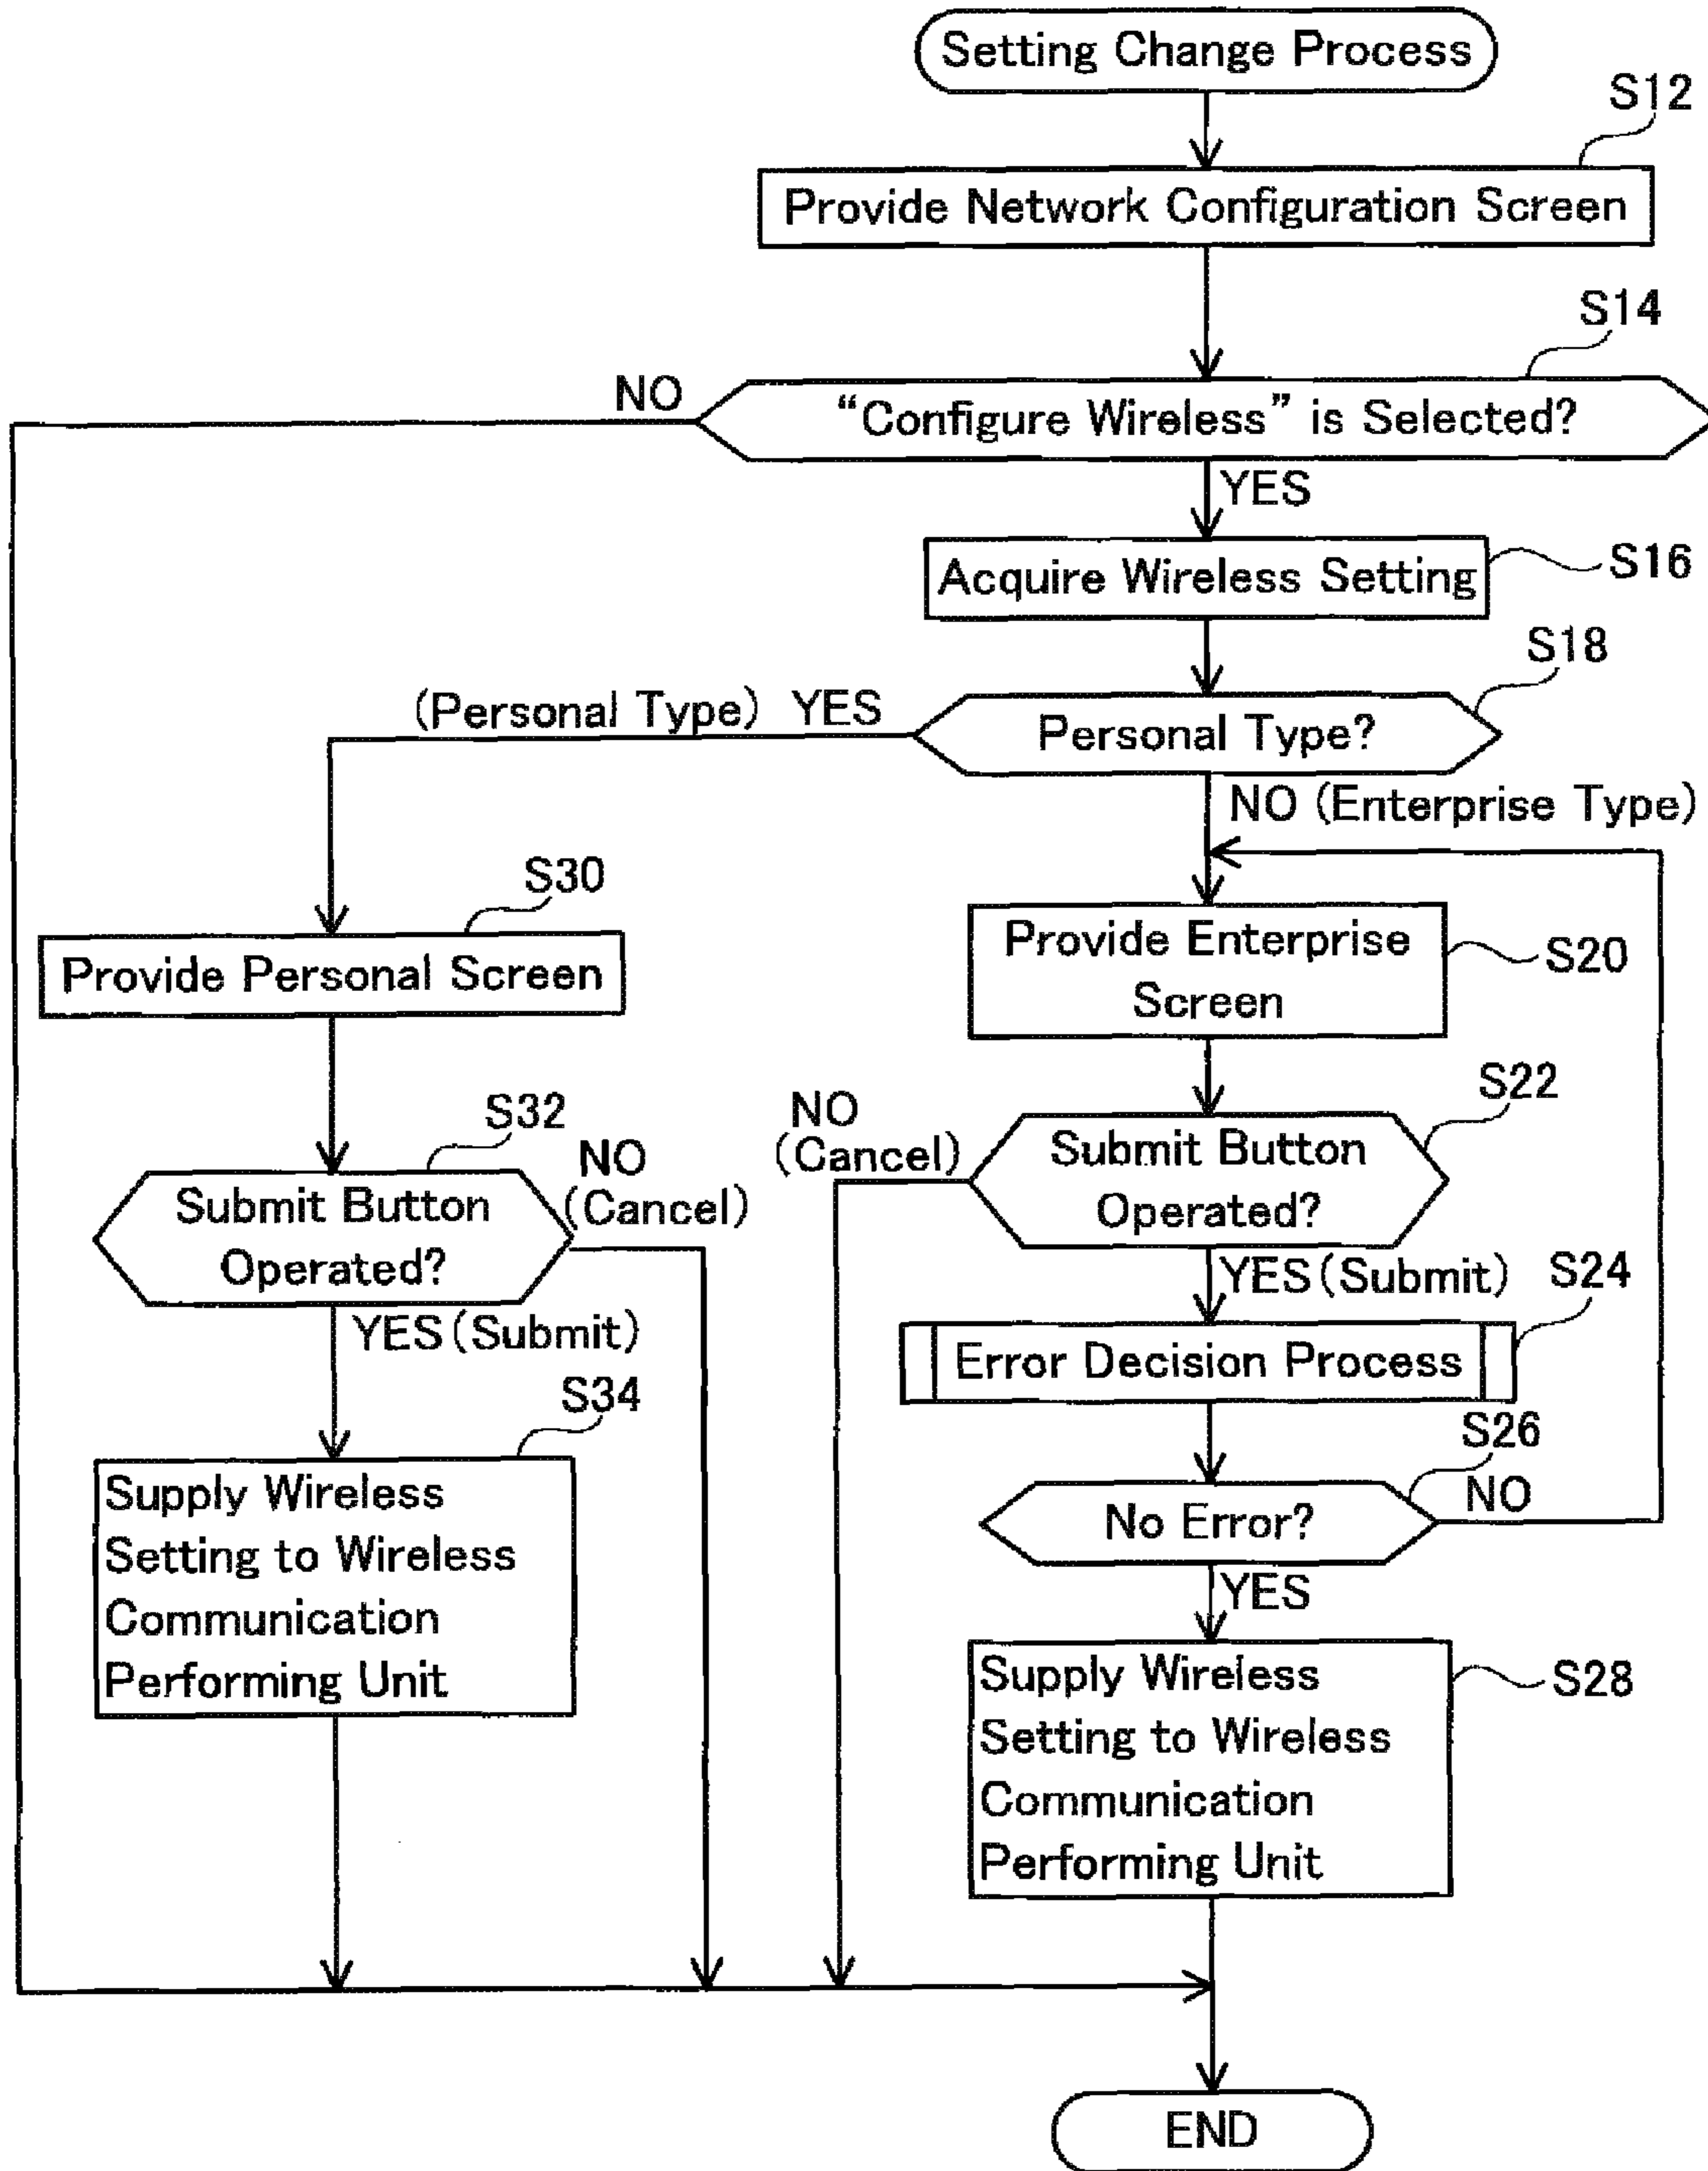 Setting Change Process
S12
Provide Network Configuration Screen
S14
NO
“Configure Wireless” is Selected?
YES
Acquire Wireless Setting
S16
S18
(Personal Type) YES
Personal Type?
NO (Enterprise Type)
S30
Provide Personal Screen
Provide Enterprise
Screen
S20
S32
NO
(Cancel)
Submit Button
Operated?
YES (Submit)
S34
Supply Wireless
Setting to Wireless
Communication
Performing Unit
S22
NO
(Cancel)
Submit Button
Operated?
YES (Submit)
S24
Error Decision Process
S26
No Error?
NO
YES
Supply Wireless
Setting to Wireless
Communication
Performing Unit
S28
END